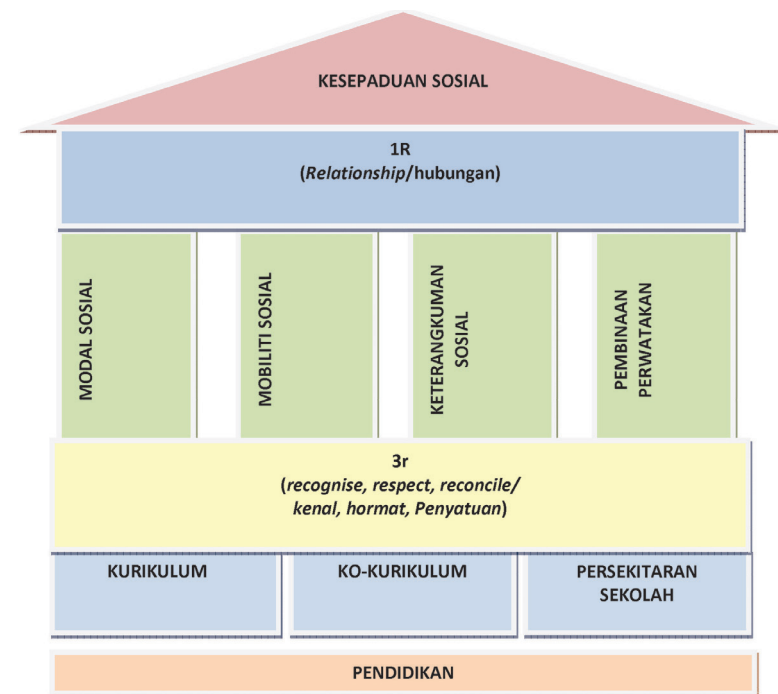 KESEPADUAN SOSIAL
1R
(Relationship/hubungan)
MODAL SOSIAL
MOBILITI SOSIAL
KETERANGKUMAN
SOSIAL
PEMBINAAN
PERWATAKAN
3r
(recognise, respect, reconcile/
kenal, hormat, Penyatuan)
KURIKULUM
KO-KURIKULUM
PERSEKITARAN
SEKOLAH
PENDIDIKAN